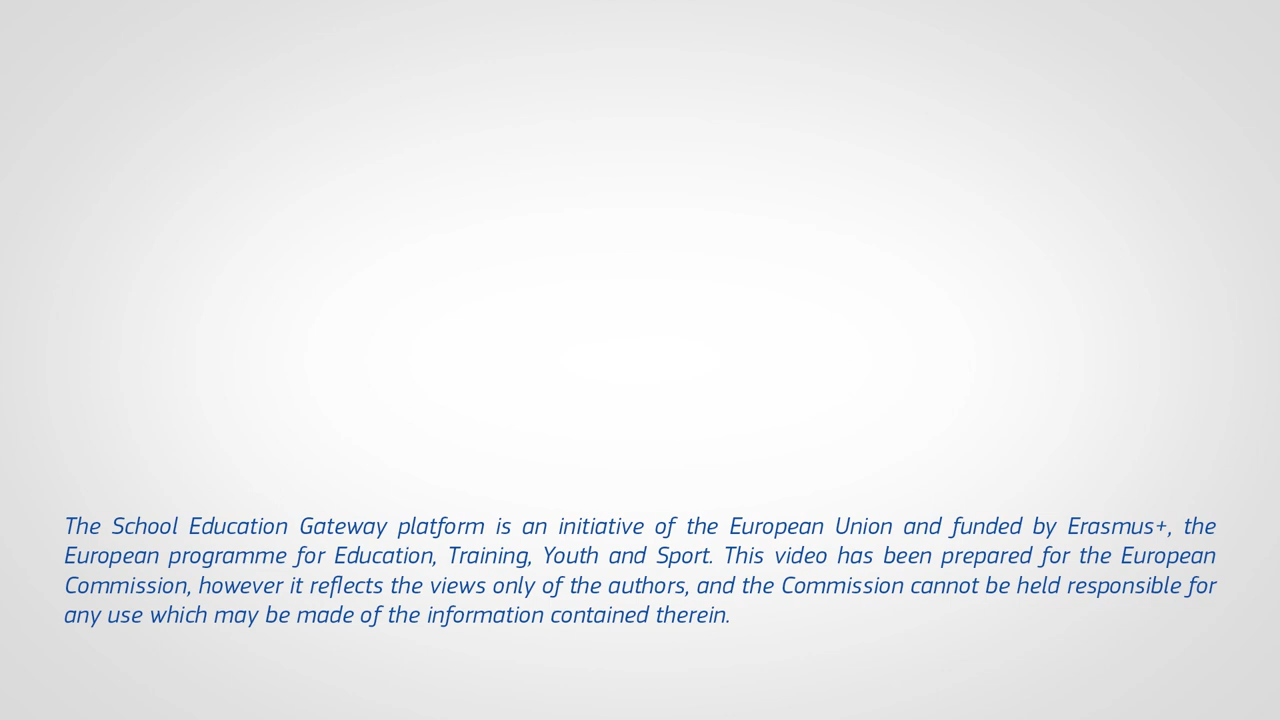 The School Education Gateway platform is an initiative of the European Union and funded by Erasmus+, the
European programme for Education, Training, Youth and Sport. This video has been prepared for the European
Commission, however it reflects the views only of the authors, and the Commission cannot be held responsible for
any use which may be made of the information contained therein.